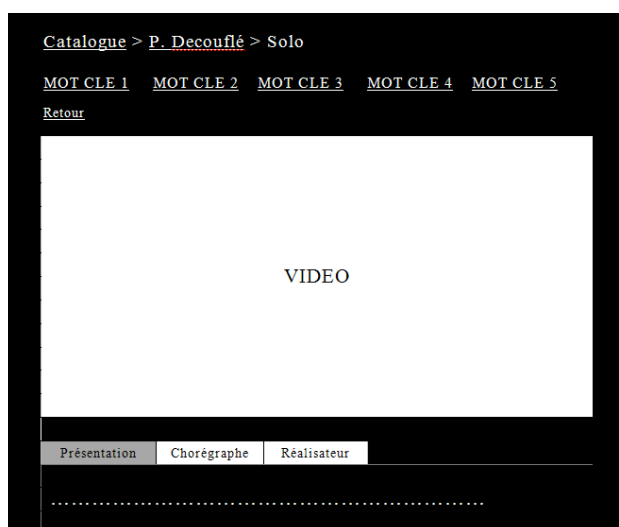 Catalogue > P. Decouflé > Solo
MOT CLE 1 MOT CLE 2 MOT CLE 3 MOT CLE 4 MOT CLE 5
Retour
VIDEO
Présentation Chorégraphe Réalisateur
………………………………………………………